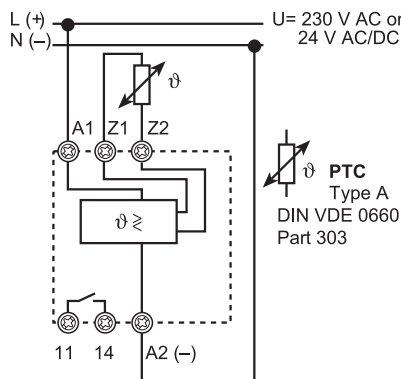 L (+)
U= 230 V AC or
N (–)
24 V AC/DC
ϑ
A1 Z1 Z2
ϑ PTC
Type A
DIN VDE 0660
Part 303
ϑ ≷
11 14 A2 (–)